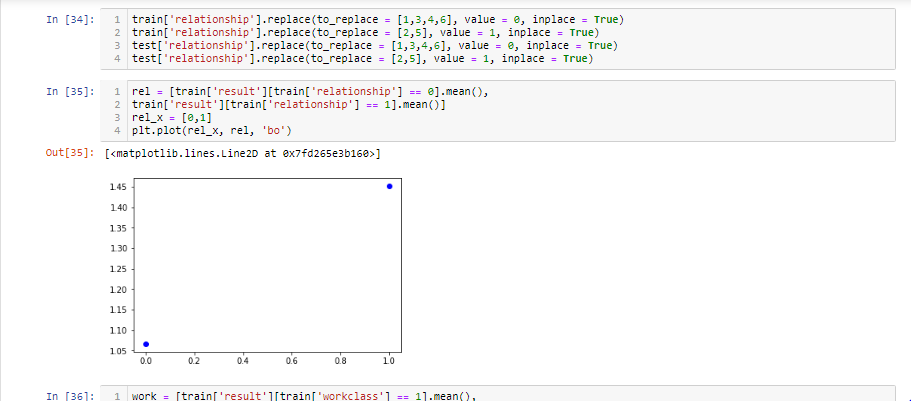 In [34]:
1 train['relationship'].replace(to_replace = [1,3,4,6], value = 0, inplace = True)
2 train['relationship'].replace(to_replace = [2,5], value = 1, inplace = True)
3 test['relationship'].replace(to_replace = [1,3,4,6], value = 0, inplace = True)
4 test['relationship'].replace(to_replace = [2,5], value = 1, inplace = True)
In [35]:
1 rel = [train['result'][train['relationship'] == 0].mean(),
2 train['result'][train['relationship'] == 1].mean()]
3 rel_x = [0,1]
4 plt.plot(rel_x, rel, 'bo')
Out[35]: [<matplotlib.lines.Line2D at 0x7fd265e3b160>]
1.45
1.40
1.35
1.30
1.25
1.20
1.15
1.10
1.05
0.0 0.2 0.4 0.6 0.8 1.0
In [36]:
1 work = [train['result'][train['workclass'] == 1].mean(),